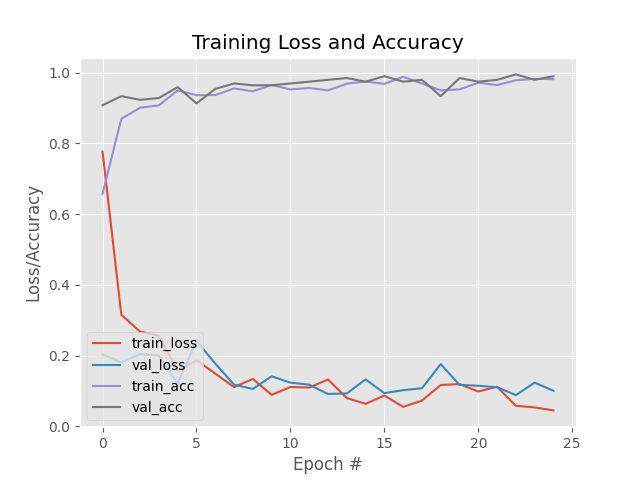 Training Loss and Accuracy
Loss/Accuracy
1.0
0.8
0.6
0.4
0.2
0.0
train_loss
val_loss
train_acc
val_acc
0 5 10 15 20 25
Epoch #